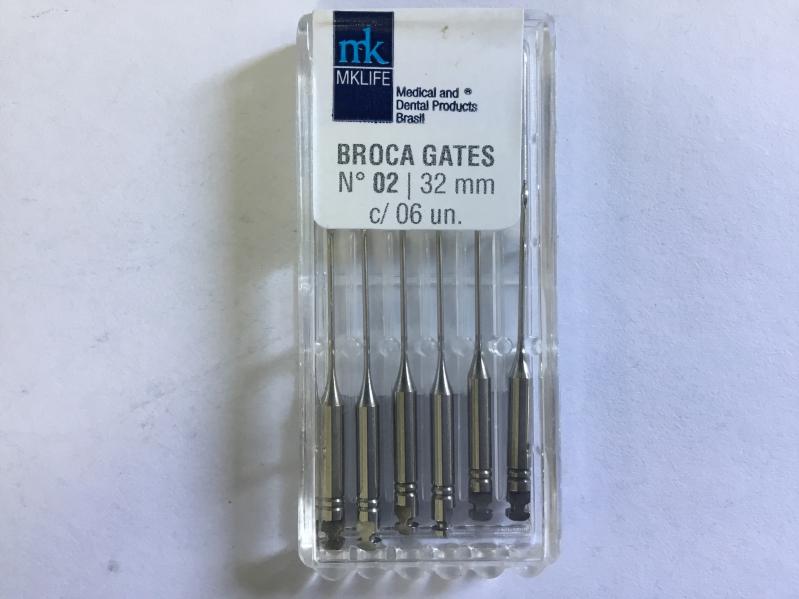 mk
MKLIFE
Medical and ®
Dental Products
Brasil
BROCA GATES
N° 02 | 32 mm
c/ 06 un.